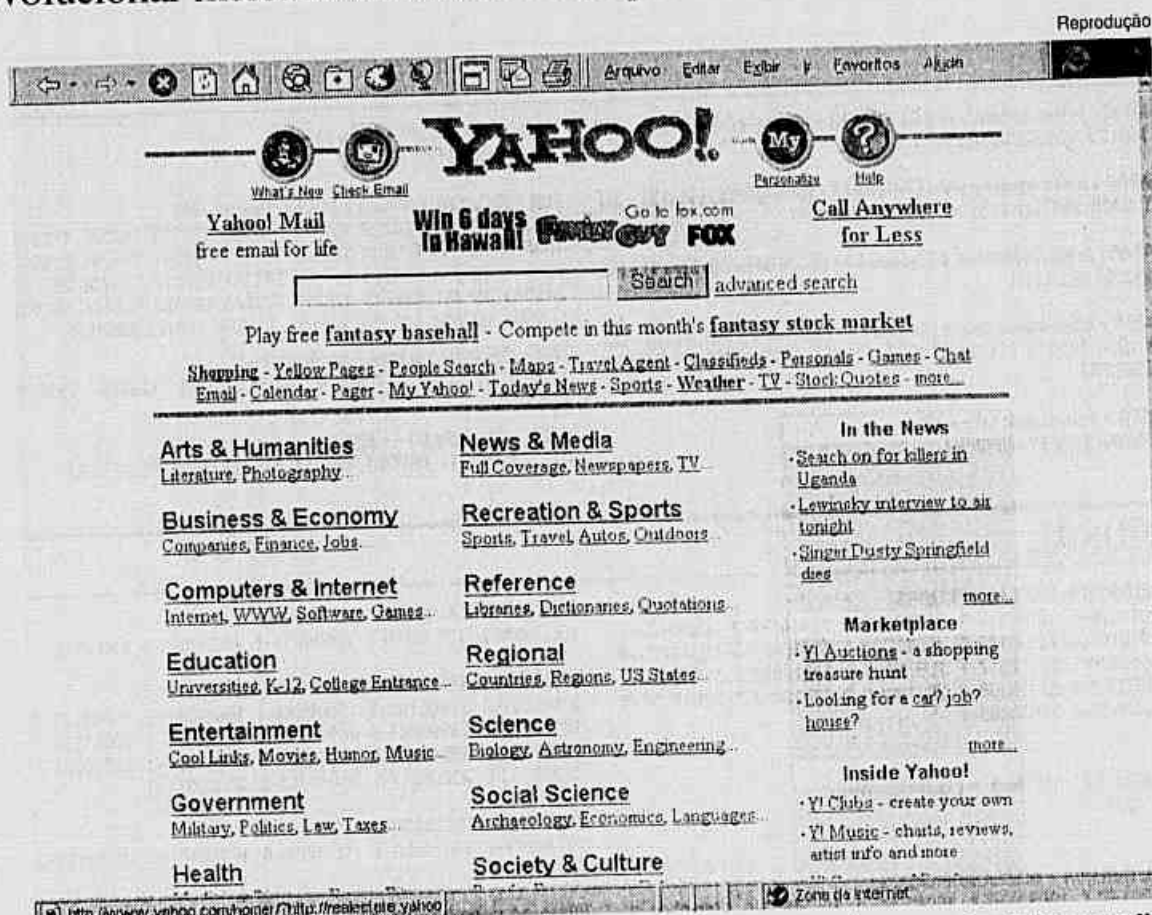 Reprodução
Arquivo Editar Exibir Ir Favoritos Ajuda
YAHOO!
My
What's New Check Email
Personalize Help
Yahoo! Mail
free email for life
Win 6 days
in Hawaii!
Family Guy
Go to fox.com
FOX
Call Anywhere
for Less
Search advanced search
Play free fantasy baseball - Compete in this month's fantasy stock market
Shopping - Yellow Pages - People Search - Maps - Travel Agent - Classifieds - Personals - Games - Chat
Email - Calendar - Pager - My Yahoo! - Today's News - Sports - Weather - TV - Stock Quotes - more...
Arts & Humanities
Literature, Photography...
Business & Economy
Companies, Finance, Jobs...
Computers & Internet
Internet, WWW, Software, Games...
Education
Universities, K-12, College Entrance...
Entertainment
Cool Links, Movies, Humor, Music...
Government
Military, Politics, Law, Taxes...
Health
News & Media
Full Coverage, Newspapers, TV...
Recreation & Sports
Sports, Travel, Autos, Outdoors...
Reference
Libraries, Dictionaries, Quotations...
Regional
Countries, Regions, US States...
Science
Biology, Astronomy, Engineering...
Social Science
Archaeology, Economics, Languages...
Society & Culture
In the News
· Search on for killers in
Uganda
· Lewinsky interview to air
tonight
· Singer Dusty Springfield
dies
more...
Marketplace
· Y! Auctions - a shopping
treasure hunt
· Looking for a car? job?
house?
more...
Inside Yahoo!
· Y! Clubs - create your own
· Y! Music - charts, reviews,
artist info and more
Zona da Internet